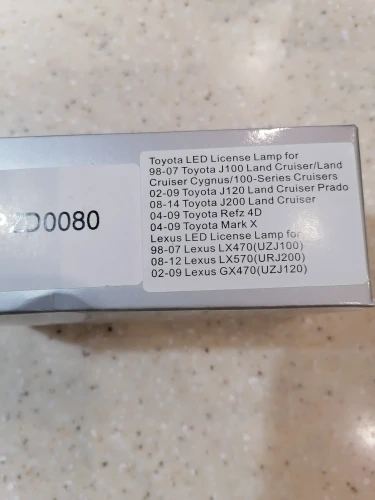 ZD0080
Toyota LED License Lamp for
98-07 Toyota J100 Land Cruiser/Land
Cruiser Cygnus/100-Series Cruisers
02-09 Toyota J120 Land Cruiser Prado
08-14 Toyota J200 Land Cruiser
04-09 Toyota Refz 4D
04-09 Toyota Mark X
Lexus LED License Lamp for
98-07 Lexus LX470(UZJ100)
08-12 Lexus LX570(URJ200)
02-09 Lexus GX470(UZJ120)